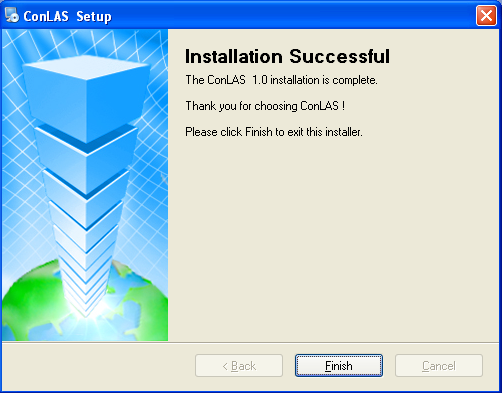 ConLAS Setup
Installation Successful
The ConLAS 1.0 installation is complete.
Thank you for choosing ConLAS !
Please click Finish to exit this installer.
< Back Finish Cancel